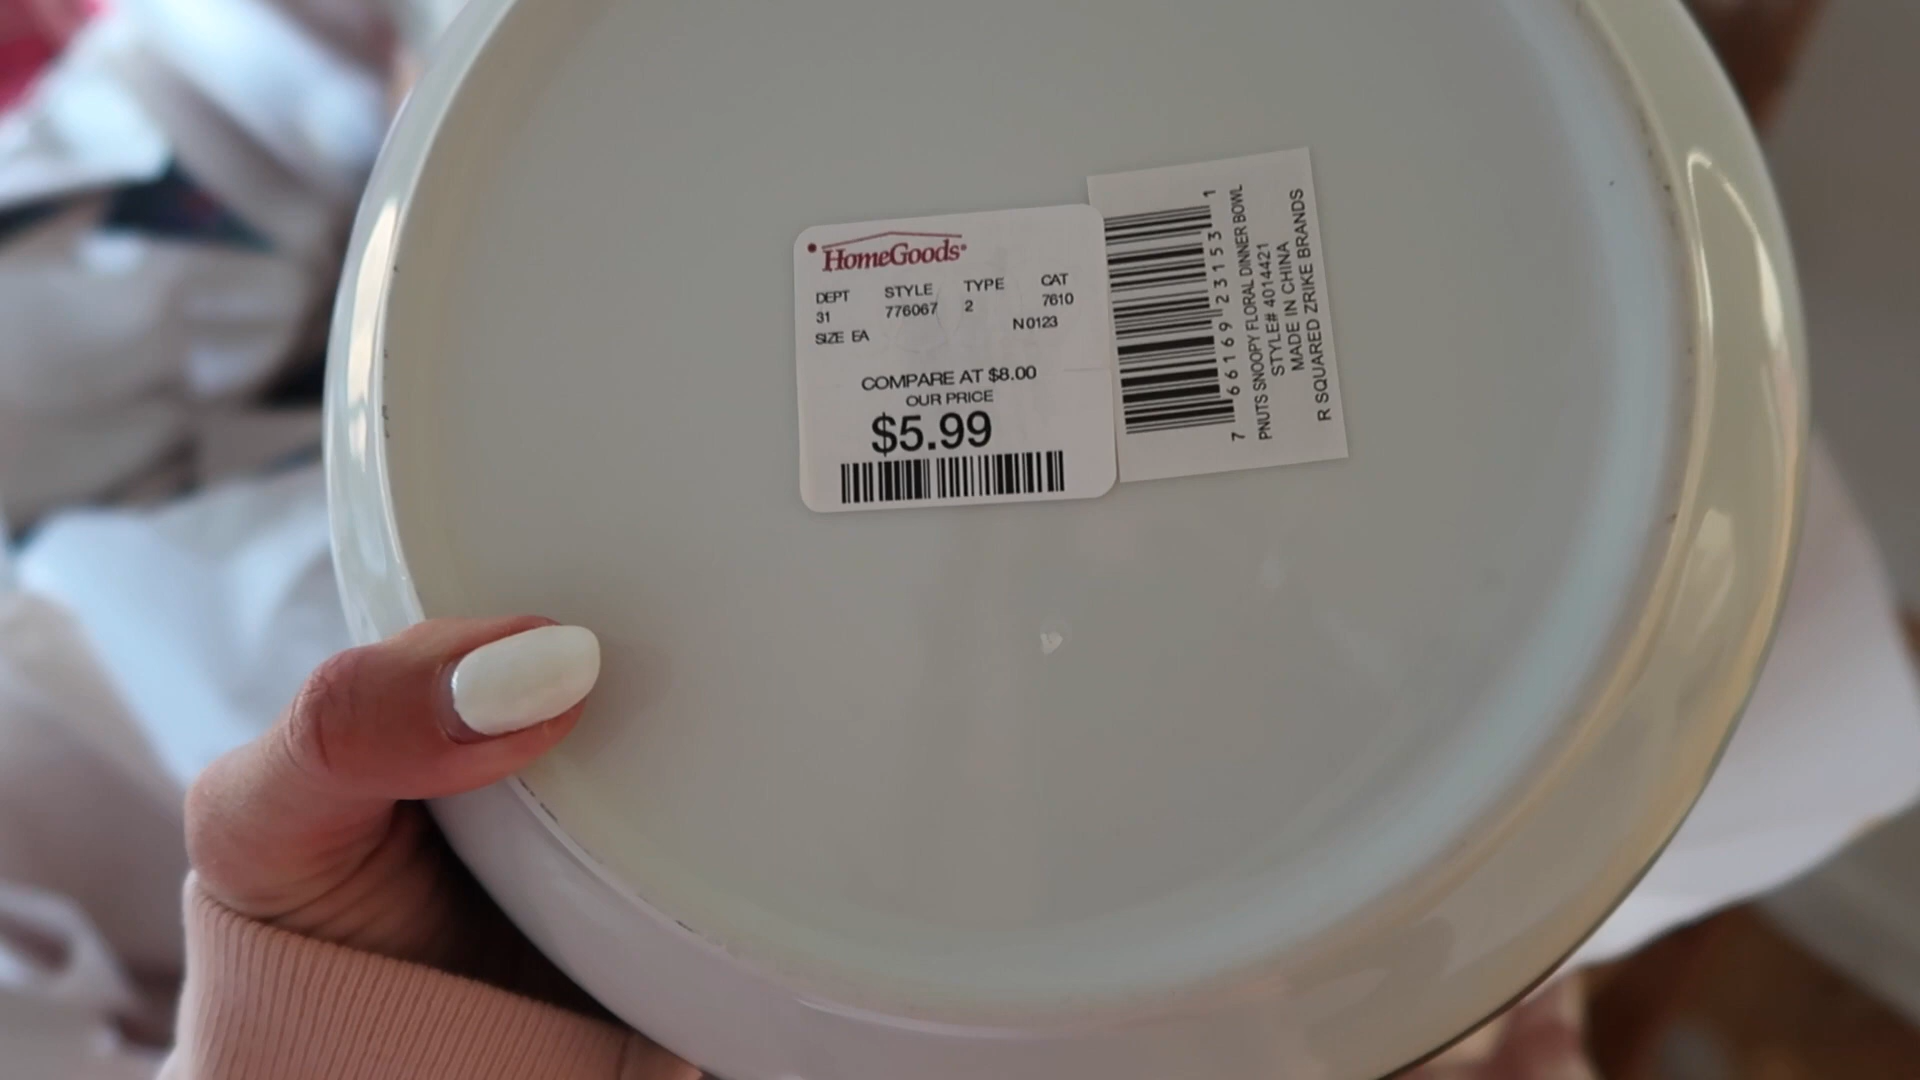 HomeGoods
DEPT STYLE TYPE CAT
31 776067 2 7610
SIZE EA N0123
COMPARE AT $8.00
OUR PRICE
$5.99
7 66169 23153 1
PNUTS SNOOPY FLORAL DINNER BOWL
STYLE# 4014421
MADE IN CHINA
R SQUARED ZRIKE BRANDS